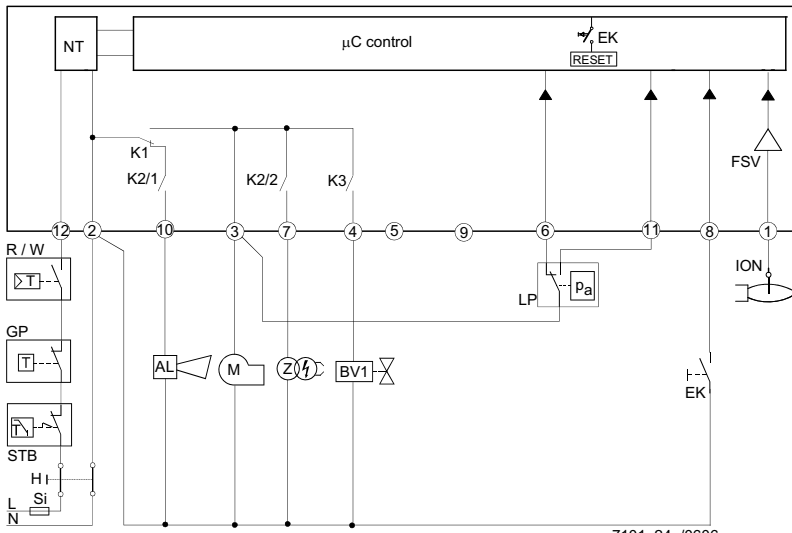 NT
µC control
EK
RESET
FSV
K1
K2/1
K2/2
K3
12
2
10
3
7
4
5
9
6
11
8
1
R / W
T
GP
T
STB
T
H
Si
L
N
AL
M
Z
BV1
LP
pa
EK
ION